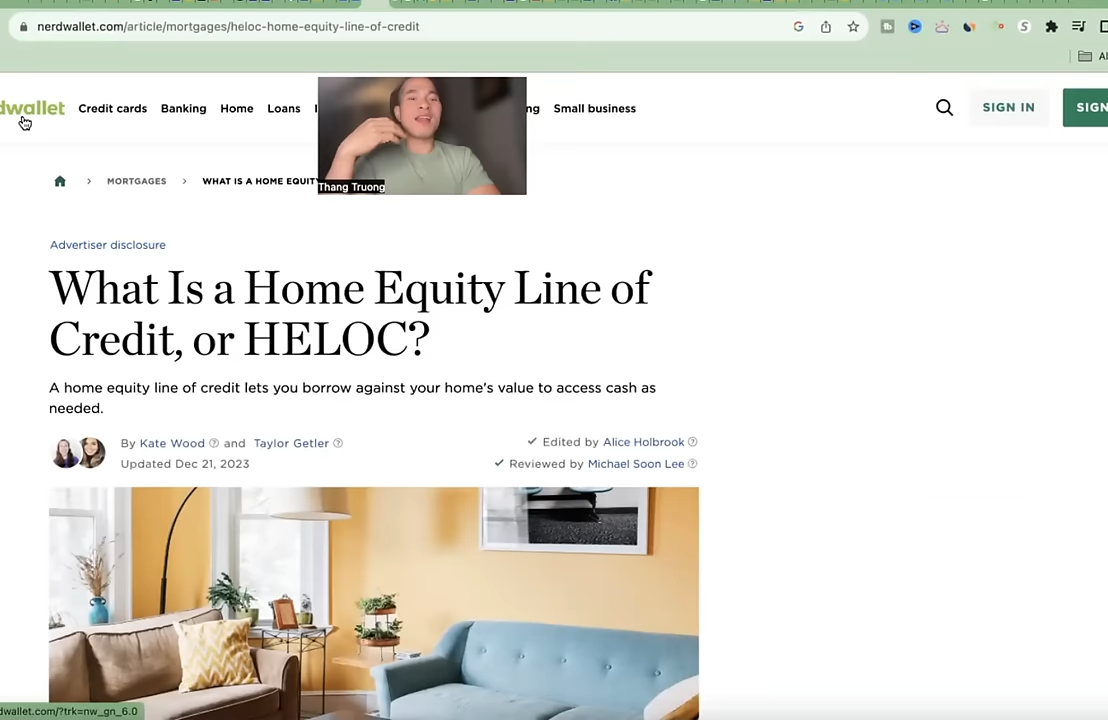 nerdwallet.com/article/mortgages/heloc-home-equity-line-of-credit
dwallet Credit cards Banking Home Loans ng Small business SIGN IN SIGN
MORTGAGES WHAT IS A HOME EQUITY
Thang Truong
Advertiser disclosure
What Is a Home Equity Line of
Credit, or HELOC?
A home equity line of credit lets you borrow against your home's value to access cash as
needed.
By Kate Wood and Taylor Getler
Updated Dec 21, 2023
✓ Edited by Alice Holbrook
✓ Reviewed by Michael Soon Lee
dwallet.com/?trk=nw_gn_6.0